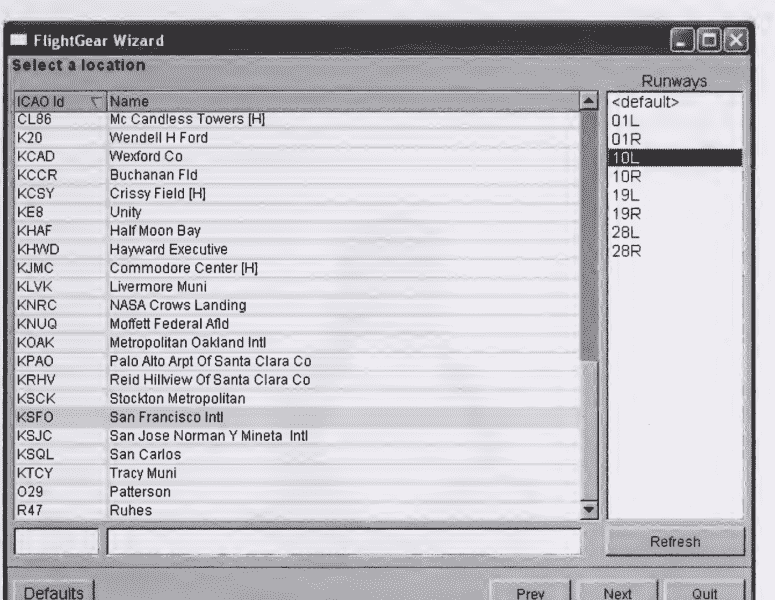 FlightGear Wizard
Select a location
Runways
ICAO Id Name
CL86 Mc Candless Towers [H]
K20 Wendell H Ford
KCAD Wexford Co
KCCR Buchanan Fld
KCSY Crissy Field [H]
KE8 Unity
KHAF Half Moon Bay
KHWD Hayward Executive
KJMC Commodore Center [H]
KLVK Livermore Muni
KNRC NASA Crows Landing
KNUQ Moffett Federal Afld
KOAK Metropolitan Oakland Intl
KPAO Palo Alto Arpt Of Santa Clara Co
KRHV Reid Hillview Of Santa Clara Co
KSCK Stockton Metropolitan
KSFO San Francisco Intl
KSJC San Jose Norman Y Mineta Intl
KSQL San Carlos
KTCY Tracy Muni
O29 Patterson
R47 Ruhes
<default>
01L
01R
10L
10R
19L
19R
28L
28R
Refresh
Defaults Prev Next Quit